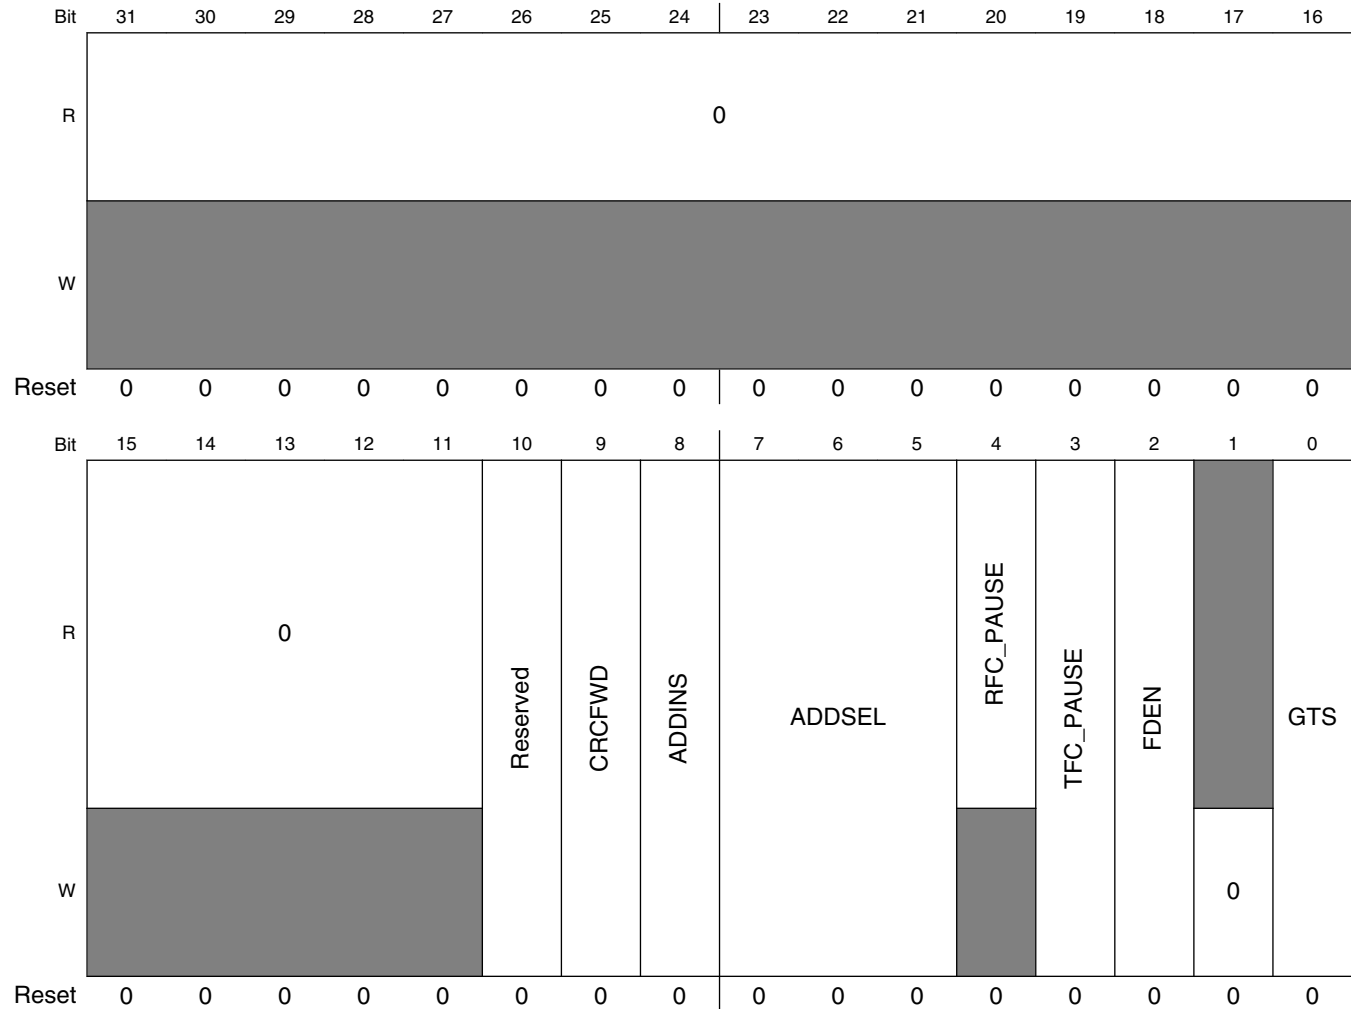 Bit 31 30 29 28 27 26 25 24 23 22 21 20 19 18 17 16
R 0
W
Reset 0 0 0 0 0 0 0 0 0 0 0 0 0 0 0 0
Bit 15 14 13 12 11 10 9 8 7 6 5 4 3 2 1 0
R 0 Reserved CRCFWD ADDINS ADDSEL RFC_PAUSE TFC_PAUSE FDEN GTS
W 0
Reset 0 0 0 0 0 0 0 0 0 0 0 0 0 0 0 0